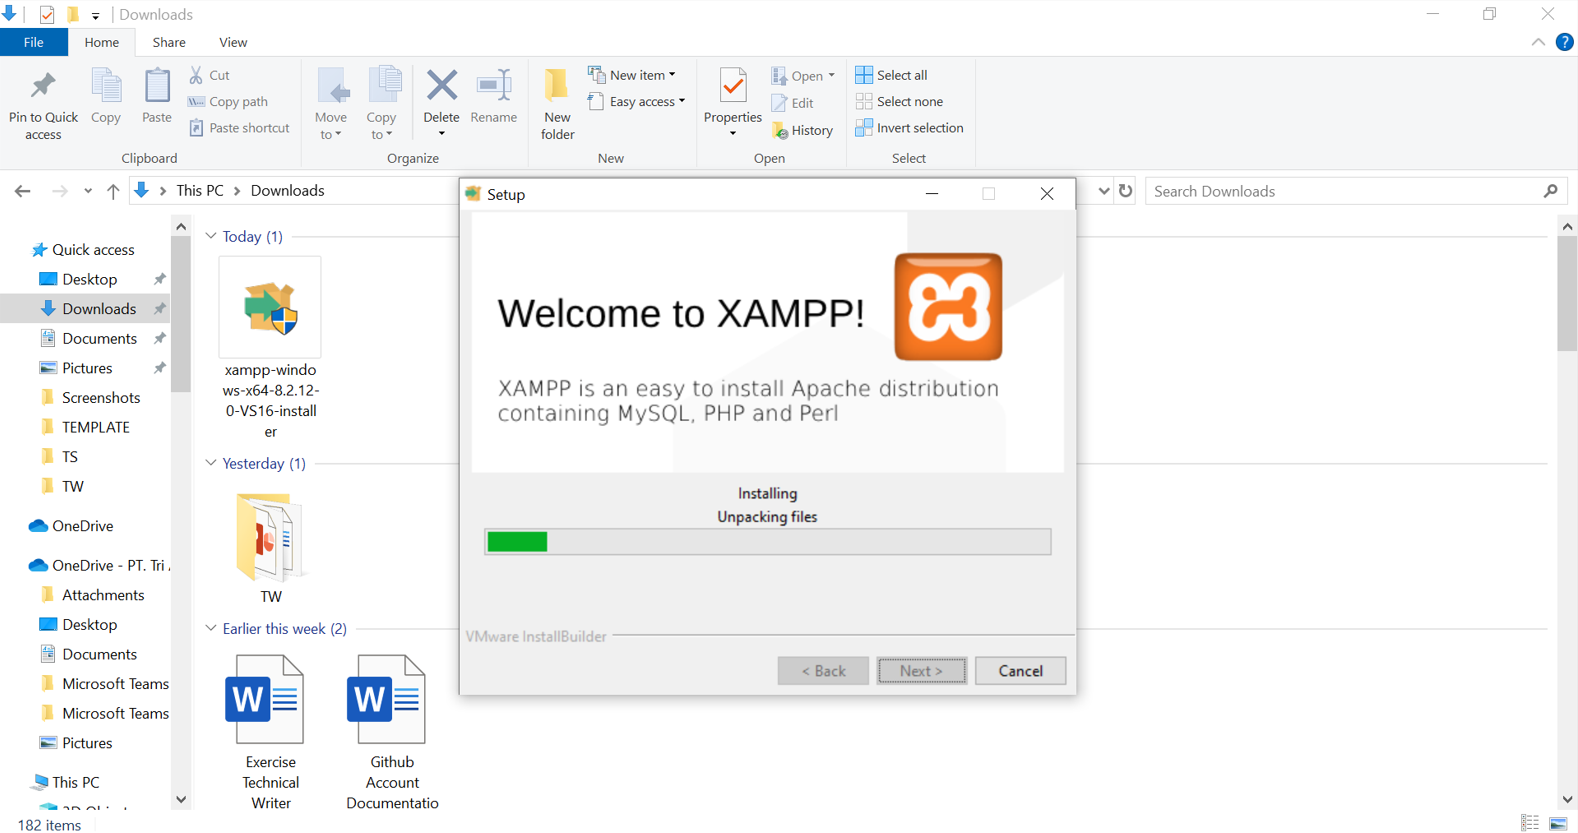 Downloads
File
Home
Share
View
?
Pin to Quick
access
Copy
Paste
Cut
Copy path
Paste shortcut
Clipboard
Move
to
Copy
to
Delete
Rename
Organize
New
folder
New item
Easy access
New
Properties
Open
Edit
History
Open
Select all
Select none
Invert selection
Select
This PC > Downloads
Search Downloads
Quick access
Desktop
Downloads
Documents
Pictures
Screenshots
TEMPLATE
TS
TW
OneDrive
OneDrive - PT. Tri
Attachments
Desktop
Documents
Microsoft Teams
Microsoft Teams
Pictures
This PC
Today (1)
xampp-windo
ws-x64-8.2.12-
0-VS16-install
er
Yesterday (1)
TW
Earlier this week (2)
W
Exercise
Technical
Writer
W
Github
Account
Documentatio
Setup
Welcome to XAMPP!
XAMPP is an easy to install Apache distribution
containing MySQL, PHP and Perl
Installing
Unpacking files
VMware InstallBuilder
< Back
Next >
Cancel
182 items